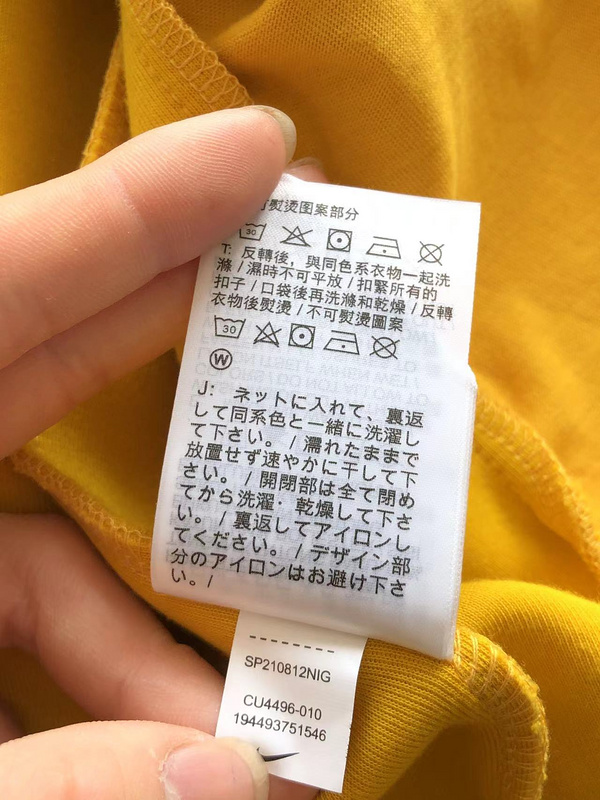 可熨烫图案部分
30
T: 反轉後，與同色系衣物一起洗
滌 / 濕時不可平放 / 扣緊所有的
扣子 / 口袋後再洗滌和乾燥 / 反轉
衣物後熨燙 / 不可熨燙圖案
30
W
J: ネットに入れて、裏返
して同系色と一緒に洗濯し
て下さい。 / 濡れたままで
放置せず速やかに干して下
さい。 / 開閉部は全て閉め
てから洗濯・乾燥して下さ
い。 / 裏返してアイロンし
てください。 / デザイン部
分のアイロンはお避け下さ
い。/
SP210812NIG
CU4496-010
194493751546